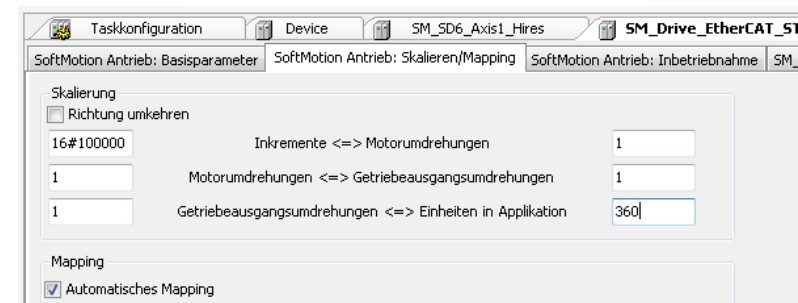 Taskkonfiguration Device SM_SD6_Axis1_Hires SM_Drive_EtherCAT_ST
SoftMotion Antrieb: Basisparameter SoftMotion Antrieb: Skalieren/Mapping SoftMotion Antrieb: Inbetriebnahme SM_
Skalierung
Richtung umkehren
16#100000 Inkremente <=> Motorumdrehungen 1
1 Motorumdrehungen <=> Getriebeausgangsumdrehungen 1
1 Getriebeausgangsumdrehungen <=> Einheiten in Applikation 360
Mapping
Automatisches Mapping